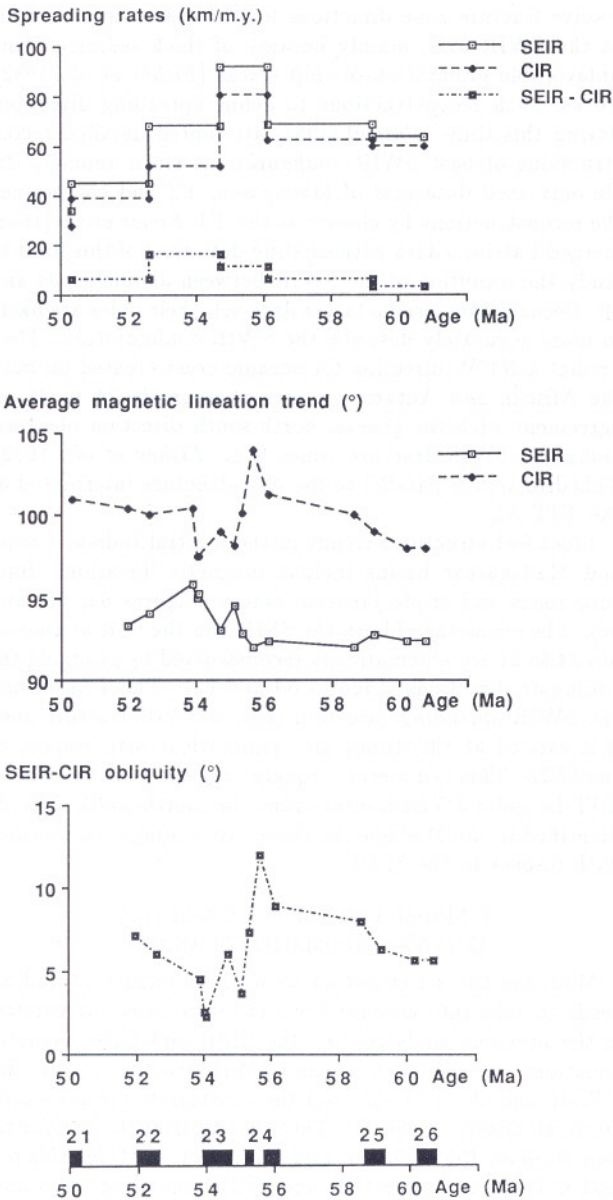 Spreading rates (km/m.y.)
100
80
60
40
20
0
SEIR
CIR
SEIR - CIR
50 52 54 56 58 60 Age (Ma)
Average magnetic lineation trend (°)
105
100
95
90
SEIR
CIR
50 52 54 56 58 60 Age (Ma)
SEIR-CIR obliquity (°)
15
10
5
0
50 52 54 56 58 60 Age (Ma)
21 22 23 24 25 26
50 52 54 56 58 60 Age (Ma)